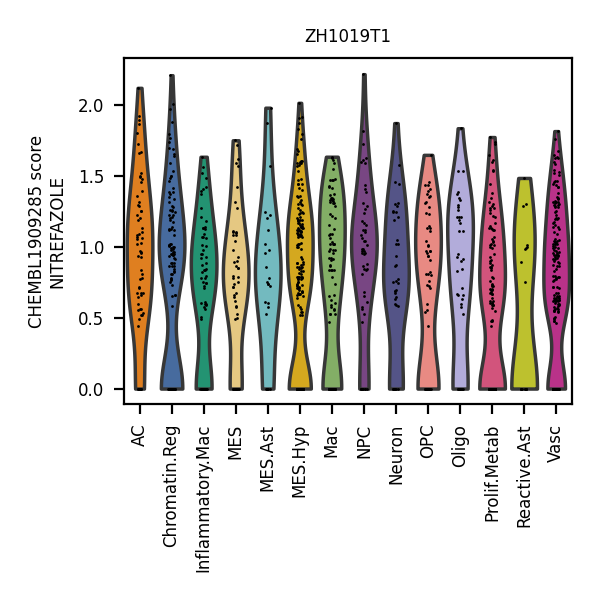 ZH1019T1
CHEMBL1909285 score
NITREFAZOLE
2.0
1.5
1.0
0.5
0.0
AC
Chromatin.Reg
Inflammatory.Mac
MES
MES.Ast
MES.Hyp
Mac
NPC
Neuron
OPC
Oligo
Prolif.Metab
Reactive.Ast
Vasc